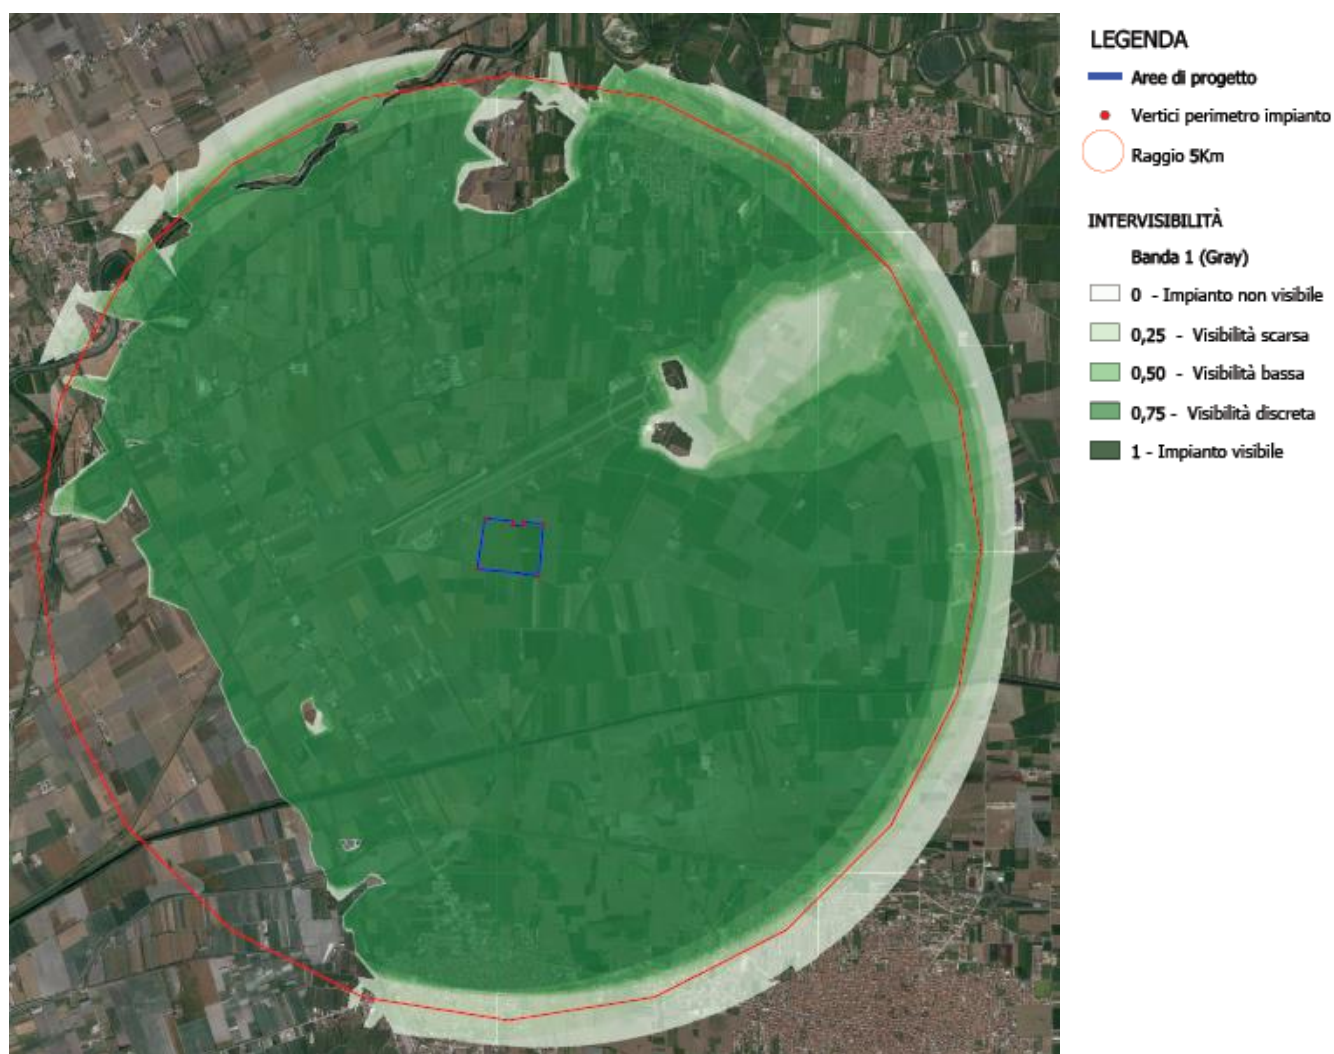 LEGENDA
Aree di progetto
Vertici perimetro impianto
Raggio 5Km
INTERVISIBILITÀ
Banda 1 (Gray)
0 - Impianto non visibile
0,25 - Visibilità scarsa
0,50 - Visibilità bassa
0,75 - Visibilità discreta
1 - Impianto visibile